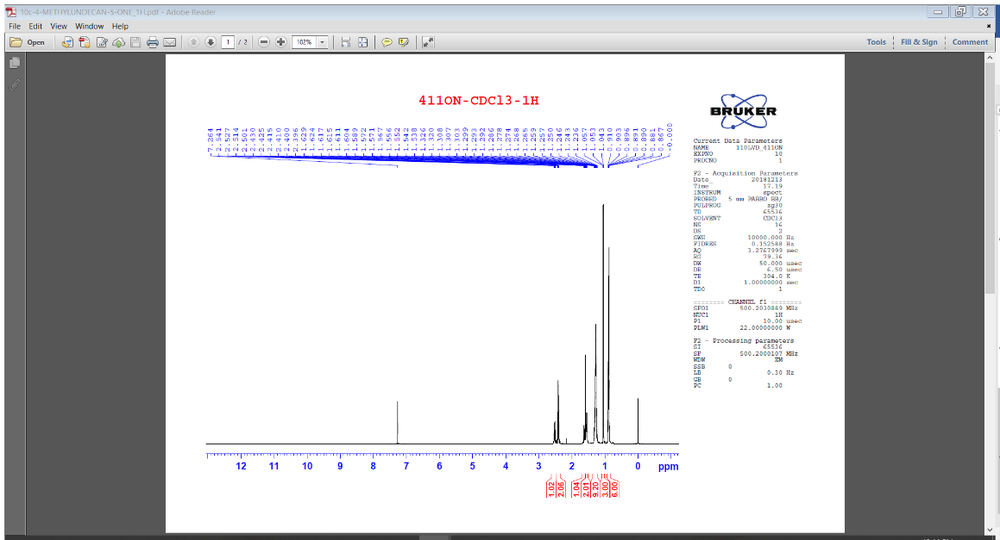 10c-4-METHYLUNDECAN-5-ONE_1H.pdf - Adobe Reader
File Edit View Window Help
Open 1 / 2 102% Tools Fill & Sign Comment
411ON-CDCl3-1H
BRUKER
7.264 2.541 2.527 2.514 2.501 2.430 2.425 2.415 2.410 2.400 2.396 1.629 1.624 1.617 1.615 1.611 1.604 1.589 1.572 1.571 1.567 1.556 1.552 1.542 1.538 1.326 1.320 1.308 1.307 1.303 1.299 1.293 1.292 1.286 1.278 1.274 1.268 1.265 1.259 1.257 1.250 1.246 1.243 1.236 1.057 1.053 1.043 0.910 0.903 0.896 0.891 0.890 0.881 0.867 -0.000
Current Data Parameters
NAME 110LVD_411ON
EXPNO 10
PROCNO 1
F2 - Acquisition Parameters
Date_ 20181213
Time 17.19
INSTRUM spect
PROBHD 5 mm PABBO BB/
PULPROG zg30
TD 65536
SOLVENT CDCl3
NS 16
DS 2
SWH 10000.000 Hz
FIDRES 0.152588 Hz
AQ 3.2767999 sec
RG 79.36
DW 50.000 usec
DE 6.50 usec
TE 304.0 K
D1 1.00000000 sec
TD0 1
======== CHANNEL f1 ========
SFO1 500.2030889 MHz
NUC1 1H
P1 10.00 usec
PLW1 22.00000000 W
F2 - Processing parameters
SI 65536
SF 500.2000107 MHz
WDW EM
SSB 0
LB 0.30 Hz
GB 0
PC 1.00
12 11 10 9 8 7 6 5 4 3 2 1 0 ppm
1.02 2.06 1.04 2.01 9.20 3.00 6.00